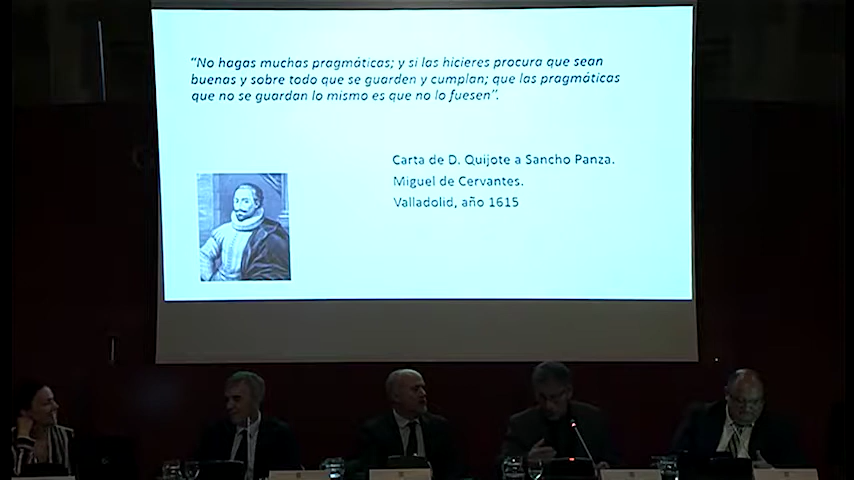 “No hagas muchas pragmáticas; y si las hicieres procura que sean
buenas y sobre todo que se guarden y cumplan; que las pragmáticas
que no se guardan lo mismo es que no lo fuesen”.
Carta de D. Quijote a Sancho Panza.
Miguel de Cervantes.
Valladolid, año 1615